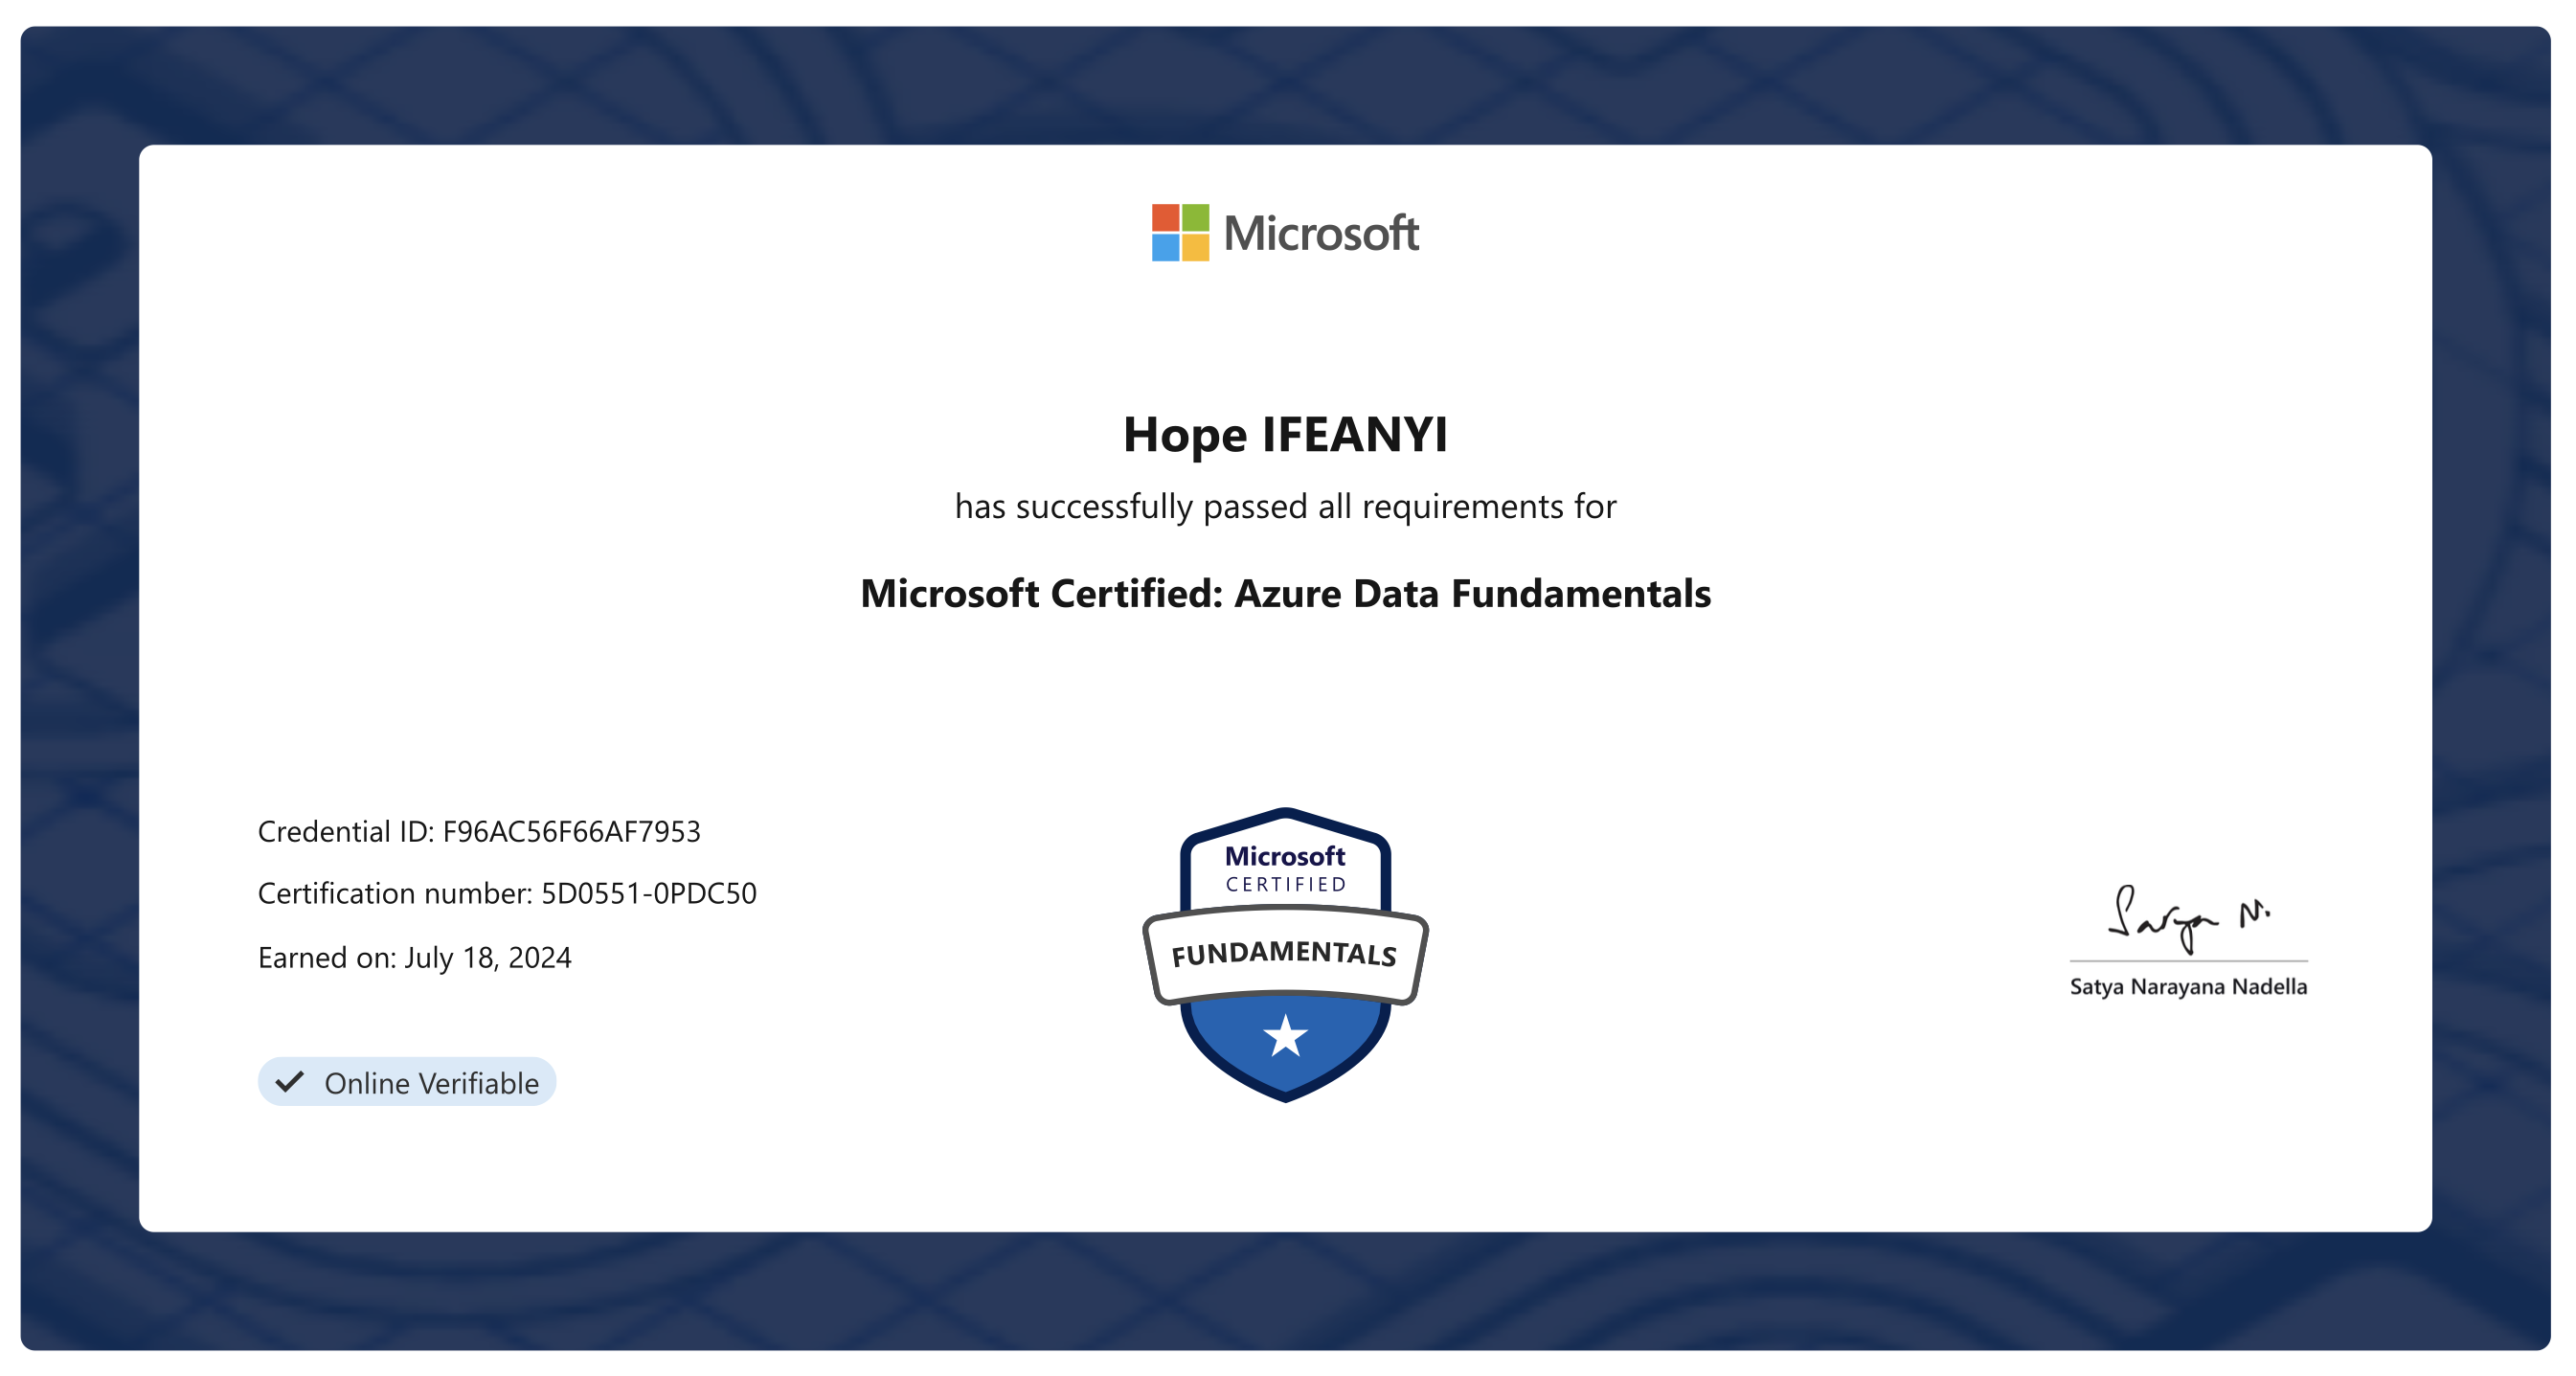 Microsoft
Hope IFEANYI
has successfully passed all requirements for
Microsoft Certified: Azure Data Fundamentals
Credential ID: F96AC56F66AF7953
Certification number: 5D0551-0PDC50
Earned on: July 18, 2024
Online Verifiable
Microsoft
CERTIFIED
FUNDAMENTALS
Satya N.
Satya Narayana Nadella